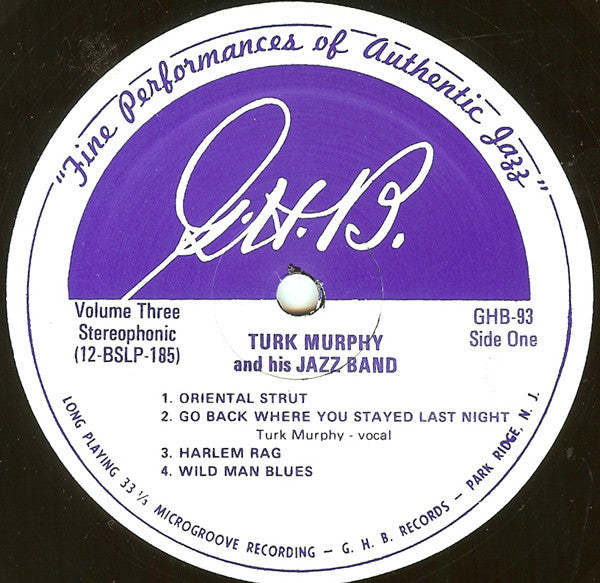 "Fine Performances of Authentic Jazz"
G.H.B.
Volume Three
Stereophonic
(12-BSLP-185)
GHB-93
Side One
TURK MURPHY
and his JAZZ BAND
1. ORIENTAL STRUT
2. GO BACK WHERE YOU STAYED LAST NIGHT
Turk Murphy - vocal
3. HARLEM RAG
4. WILD MAN BLUES
LONG PLAYING 33 ⅓ MICROGROOVE RECORDING – G. H. B. RECORDS – PARK RIDGE, N. J.